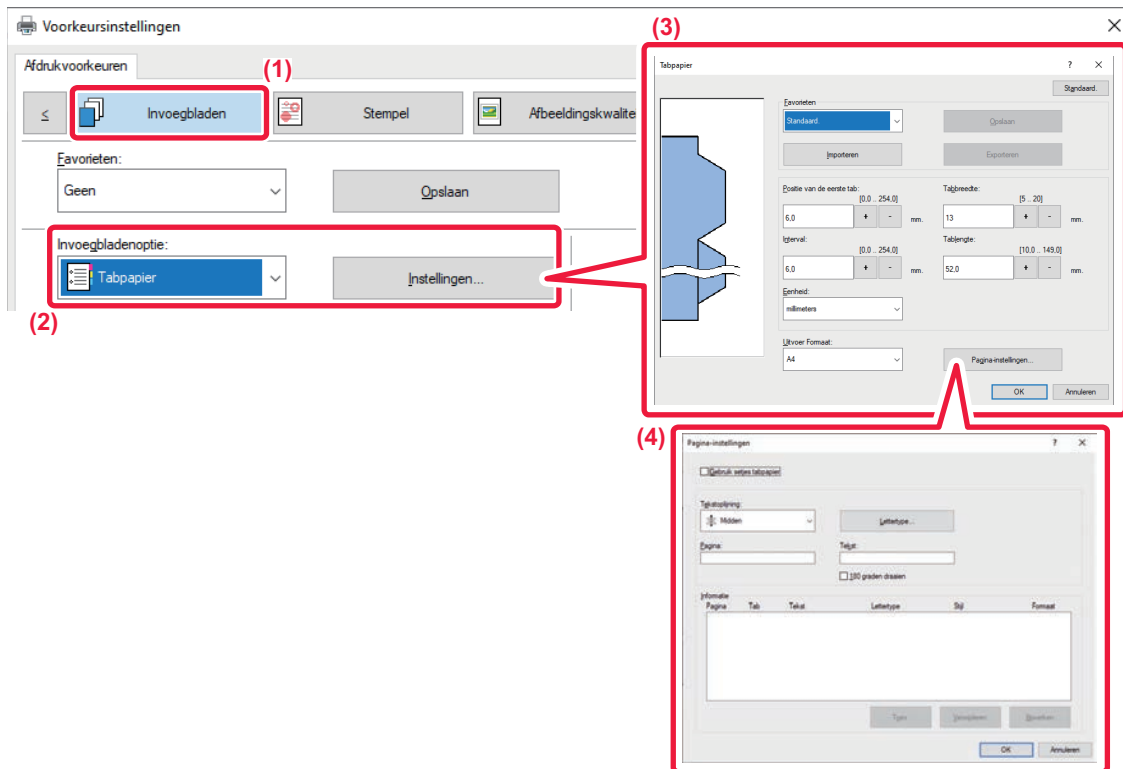 Voorkeursinstellingen
Afdrukvoorkeuren
(1)
≤ Invoegbladen Stempel Afbeeldingskwalite
Favorieten:
Geen Opslaan
Invoegbladenoptie:
Tabpapier Instellingen...
(2)
(3)
Tabpapier ? ×
Standaard.
Favorieten
Standaard. Opslaan
Importeren Exporteren
Positie van de eerste tab: Tabbreedte:
[0,0 .. 254,0] [5 .. 20]
6,0 + - mm. 13 + - mm.
Interval: Tablengte:
[0,0 .. 254,0] [10,0 .. 149,0]
6,0 + - mm. 52,0 + - mm.
Eenheid:
millimeters
Uitvoer Formaat:
A4 Pagina-instellingen...
OK Annuleren
(4)
Pagina-instellingen ? ×
Gebruik setjes tabpapier
Tekstoplijning:
Midden Lettertype...
Pagina: Tekst:
180 graden draaien
Informatie
Pagina Tab Tekst Lettertype Stijl Formaat
Verwijderen Bewerken
OK Annuleren